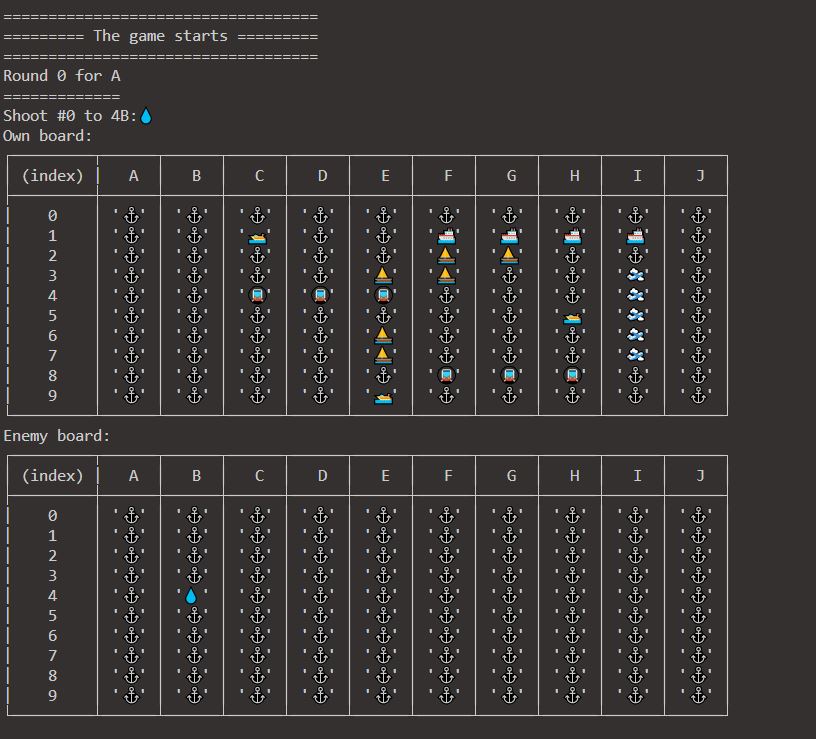 ===================================
========= The game starts =========
===================================
Round 0 for A
=============
Shoot #0 to 4B:💧
Own board:
(index) A B C D E F G H I J
0 '⚓' '⚓' '⚓' '⚓' '⚓' '⚓' '⚓' '⚓' '⚓' '⚓'
1 '⚓' '⚓' '🚤' '⚓' '⚓' '🚢' '🚢' '🚢' '🚢' '⚓'
2 '⚓' '⚓' '⚓' '⚓' '⚓' '⛵' '⛵' '⚓' '⚓' '⚓'
3 '⚓' '⚓' '⚓' '⚓' '⛵' '⛵' '⚓' '⚓' '🛩' '⚓'
4 '⚓' '⚓' '🚊' '🚊' '🚊' '⚓' '⚓' '⚓' '🛩' '⚓'
5 '⚓' '⚓' '⚓' '⚓' '⚓' '⚓' '⚓' '🚤' '🛩' '⚓'
6 '⚓' '⚓' '⚓' '⚓' '⛵' '⚓' '⚓' '⚓' '🛩' '⚓'
7 '⚓' '⚓' '⚓' '⚓' '⛵' '⚓' '⚓' '⚓' '🛩' '⚓'
8 '⚓' '⚓' '⚓' '⚓' '⚓' '🚊' '🚊' '🚊' '⚓' '⚓'
9 '⚓' '⚓' '⚓' '⚓' '🚤' '⚓' '⚓' '⚓' '⚓' '⚓'
Enemy board:
(index) A B C D E F G H I J
0 '⚓' '⚓' '⚓' '⚓' '⚓' '⚓' '⚓' '⚓' '⚓' '⚓'
1 '⚓' '⚓' '⚓' '⚓' '⚓' '⚓' '⚓' '⚓' '⚓' '⚓'
2 '⚓' '⚓' '⚓' '⚓' '⚓' '⚓' '⚓' '⚓' '⚓' '⚓'
3 '⚓' '⚓' '⚓' '⚓' '⚓' '⚓' '⚓' '⚓' '⚓' '⚓'
4 '⚓' '💧' '⚓' '⚓' '⚓' '⚓' '⚓' '⚓' '⚓' '⚓'
5 '⚓' '⚓' '⚓' '⚓' '⚓' '⚓' '⚓' '⚓' '⚓' '⚓'
6 '⚓' '⚓' '⚓' '⚓' '⚓' '⚓' '⚓' '⚓' '⚓' '⚓'
7 '⚓' '⚓' '⚓' '⚓' '⚓' '⚓' '⚓' '⚓' '⚓' '⚓'
8 '⚓' '⚓' '⚓' '⚓' '⚓' '⚓' '⚓' '⚓' '⚓' '⚓'
9 '⚓' '⚓' '⚓' '⚓' '⚓' '⚓' '⚓' '⚓' '⚓' '⚓'